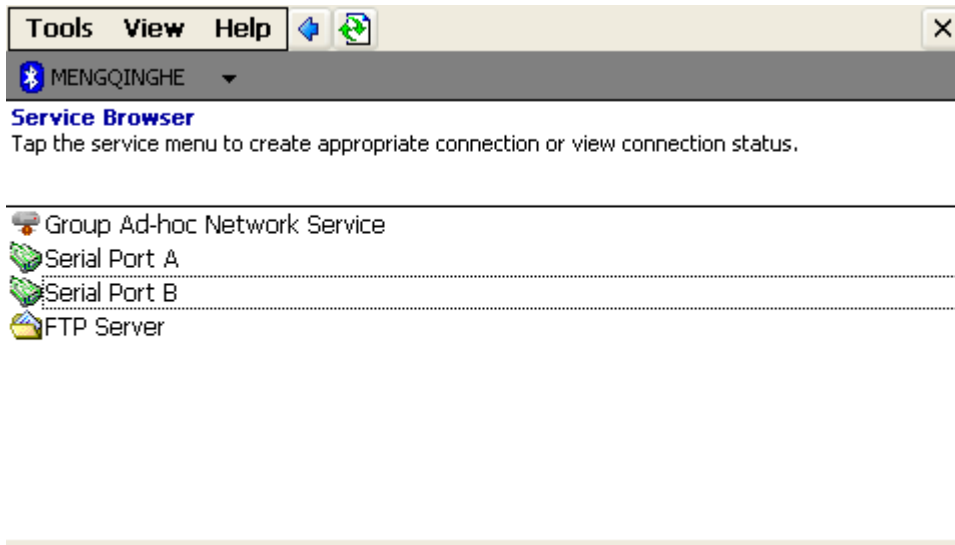 Tools View Help
MENGQINGHE
Service Browser
Tap the service menu to create appropriate connection or view connection status.
Group Ad-hoc Network Service
Serial Port A
Serial Port B
FTP Server